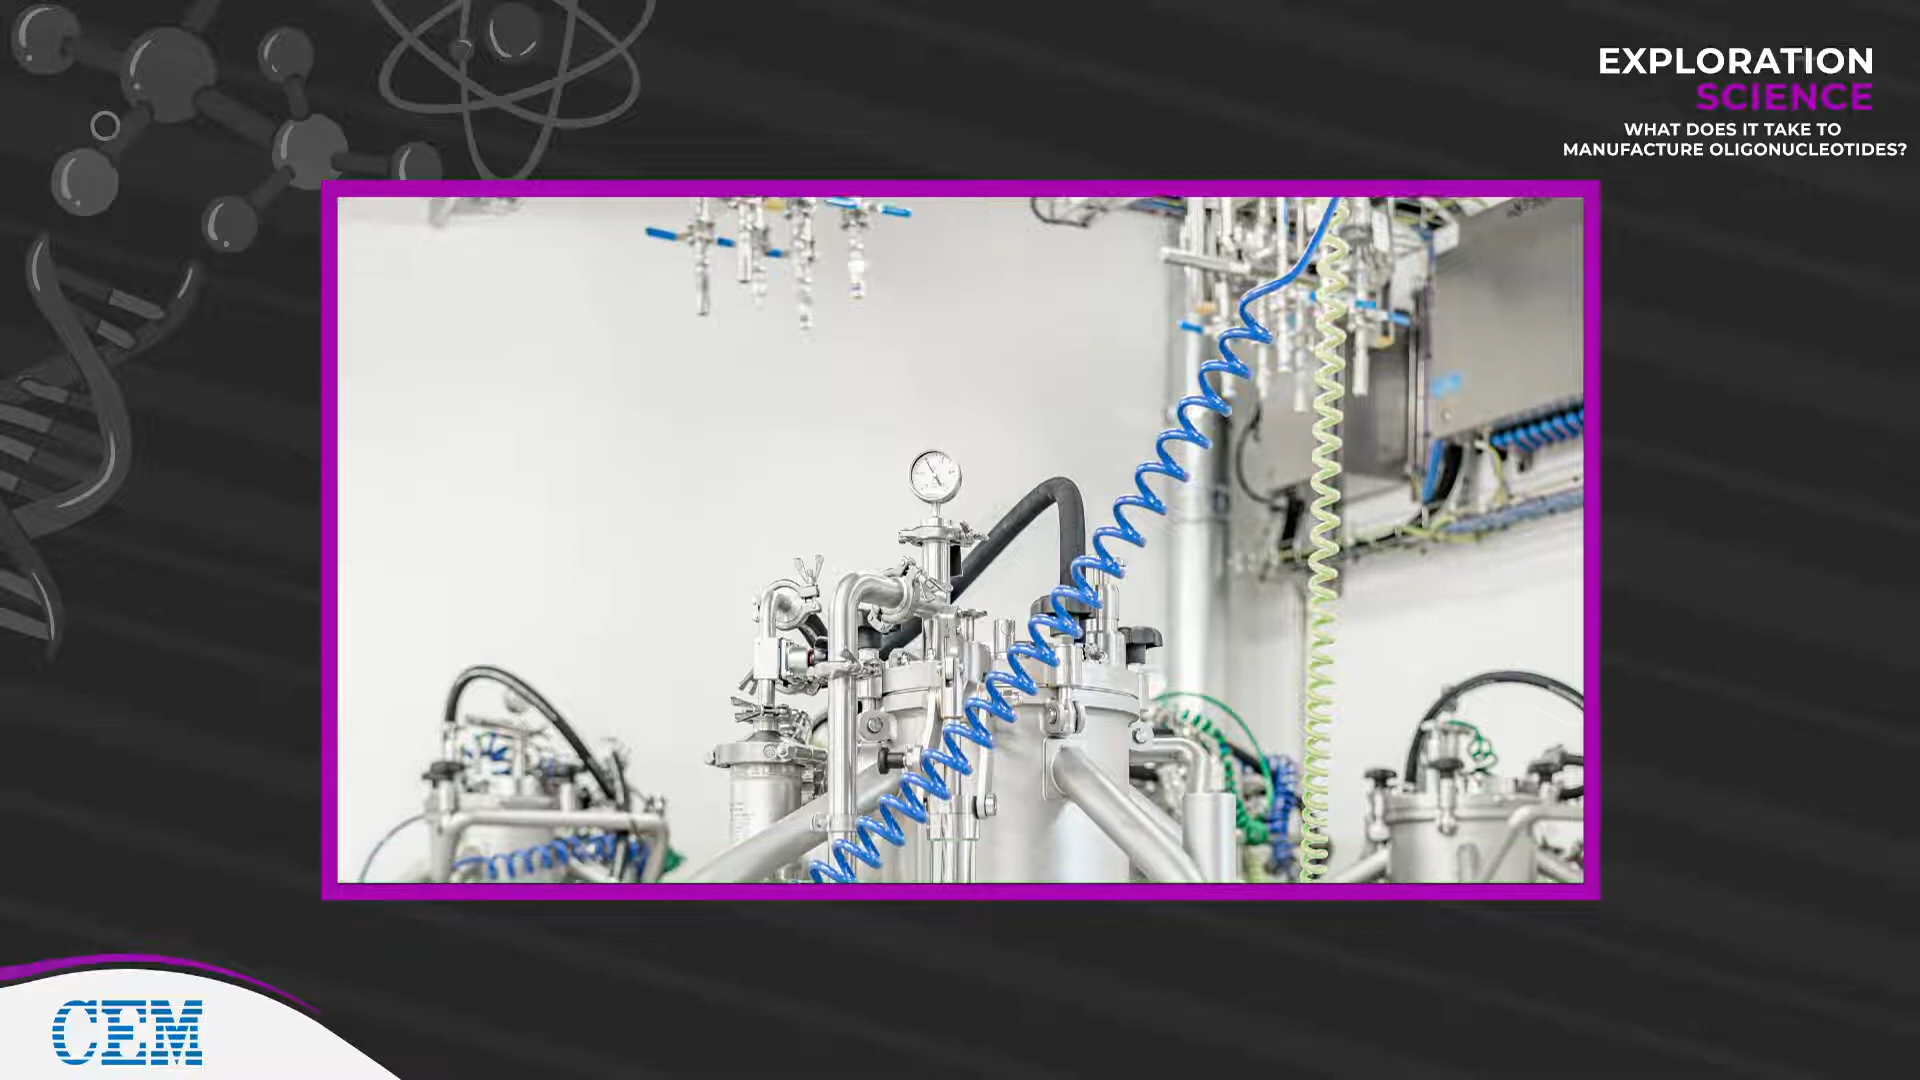 EXPLORATION
SCIENCE
WHAT DOES IT TAKE TO
MANUFACTURE OLIGONUCLEOTIDES?
CEM